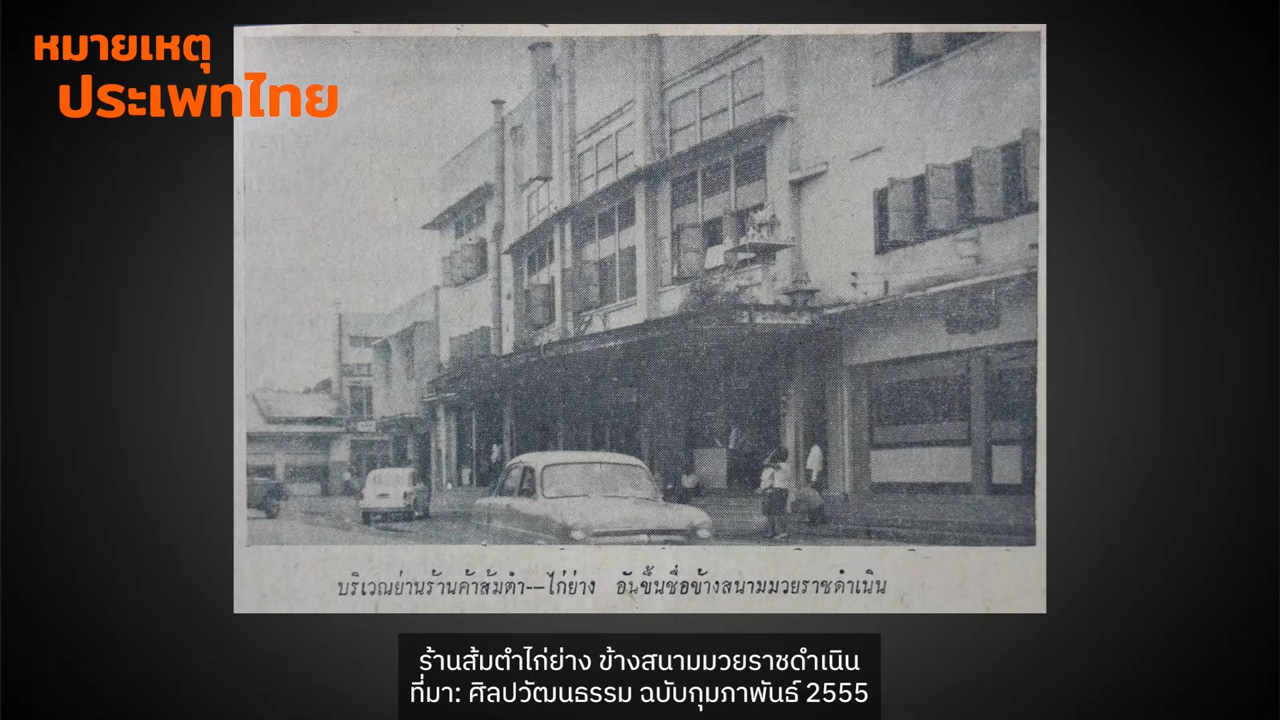 หมายเหตุ
ประเพทไทย
บริเวณย่านร้านค้าส้มตำ--ไก่ย่าง อันขึ้นชื่อข้างสนามมวยราชดำเนิน
ร้านส้มตำไก่ย่าง ข้างสนามมวยราชดำเนิน
ที่มา: ศิลปวัฒนธรรม ฉบับกุมภาพันธ์ 2555